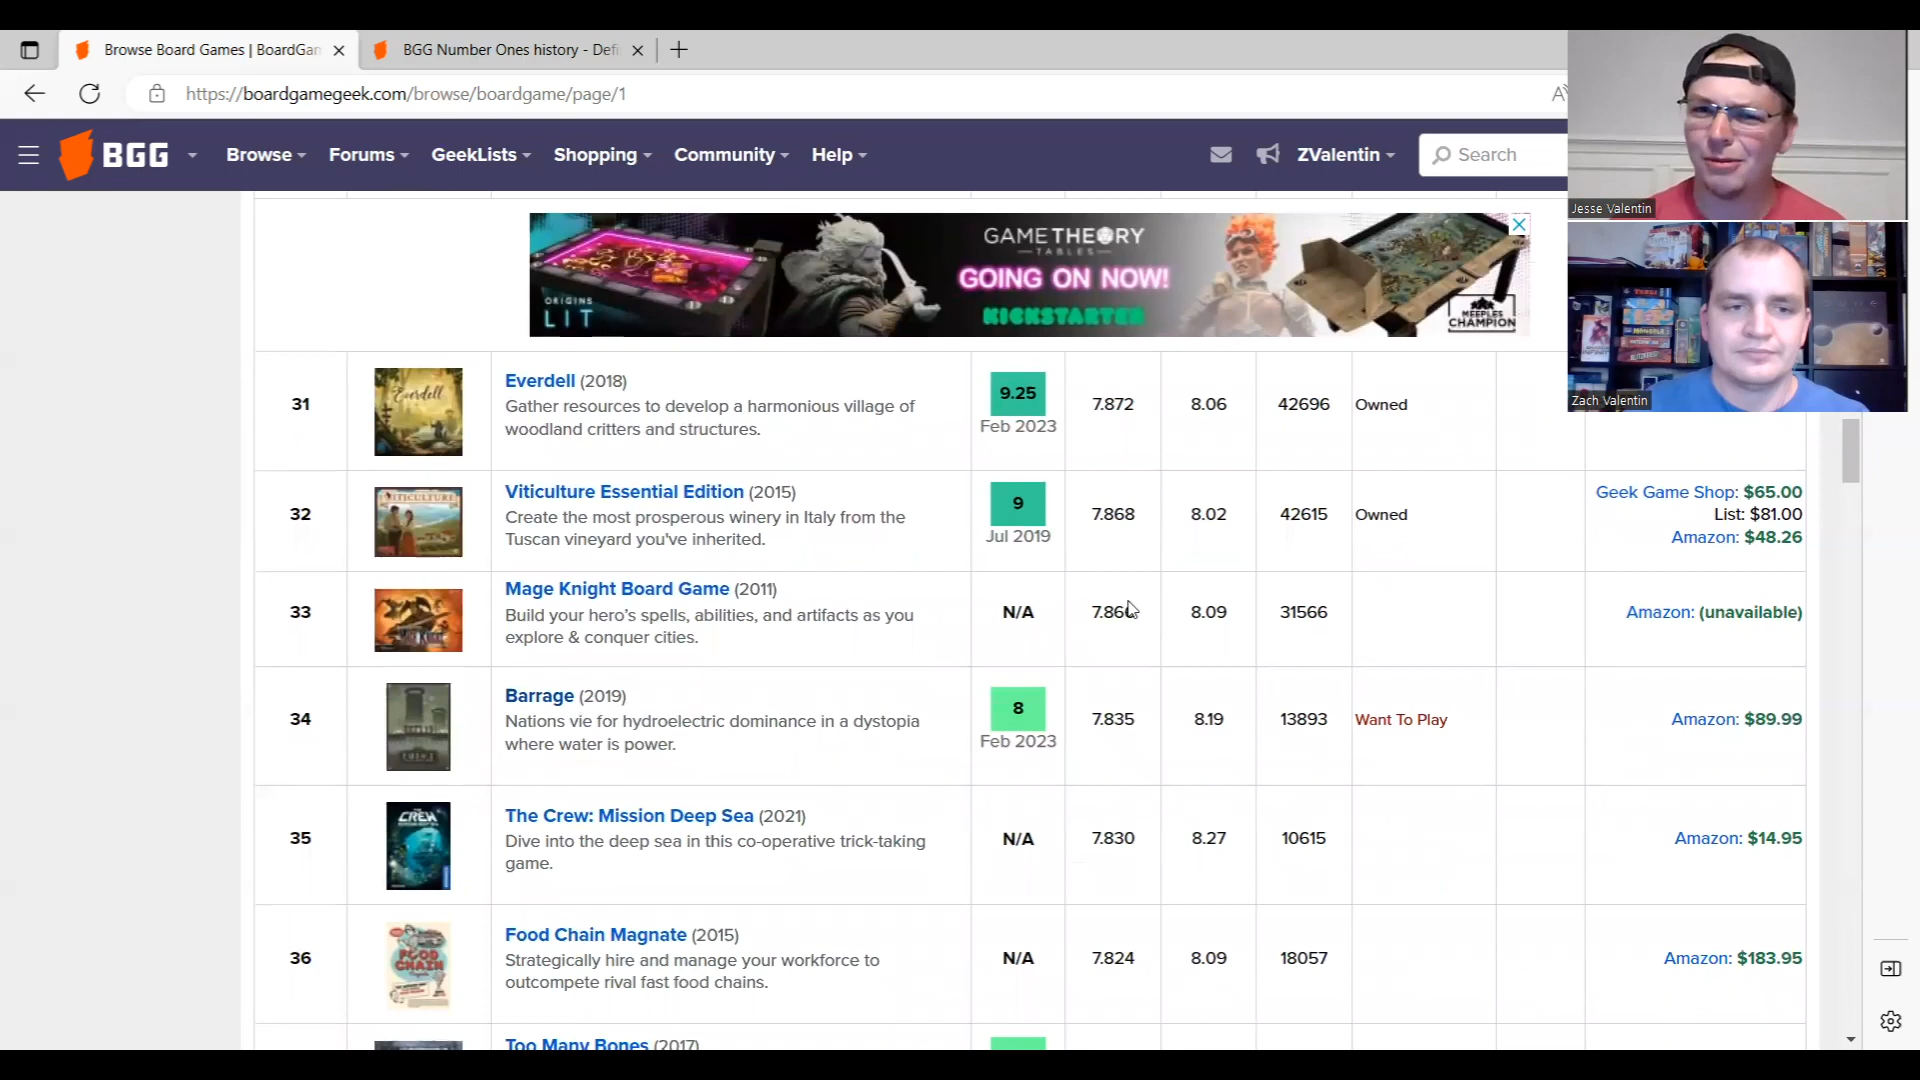 Browse Board Games | BoardGan
BGG Number Ones history - Def
https://boardgamegeek.com/browse/boardgame/page/1
BGG
Browse
Forums
GeekLists
Shopping
Community
Help
ZValentin
Search
Jesse Valentin
Zach Valentin
GAMETHEORY
TABLES
GOING ON NOW!
KICKSTARTER
ORIGINS
LIT
MEEPLES
CHAMPION
31
Everdell
Everdell (2018)
Gather resources to develop a harmonious village of
woodland critters and structures.
9.25
Feb 2023
7.872
8.06
42696
Owned
32
VITICULTURE
Viticulture Essential Edition (2015)
Create the most prosperous winery in Italy from the
Tuscan vineyard you've inherited.
9
Jul 2019
7.868
8.02
42615
Owned
Geek Game Shop: $65.00
List: $81.00
Amazon: $48.26
33
Mage Knight Board Game (2011)
Build your hero's spells, abilities, and artifacts as you
explore & conquer cities.
N/A
8.09
31566
Amazon: (unavailable)
34
Barrage (2019)
Nations vie for hydroelectric dominance in a dystopia
where water is power.
8
Feb 2023
7.835
8.19
13893
Want To Play
Amazon: $89.99
35
THE
CREW
The Crew: Mission Deep Sea (2021)
Dive into the deep sea in this co-operative trick-taking
game.
N/A
7.830
8.27
10615
Amazon: $14.95
36
FOOD
CHAIN
Food Chain Magnate (2015)
Strategically hire and manage your workforce to
outcompete rival fast food chains.
N/A
7.824
8.09
18057
Amazon: $183.95
Too Many Bones (2017)